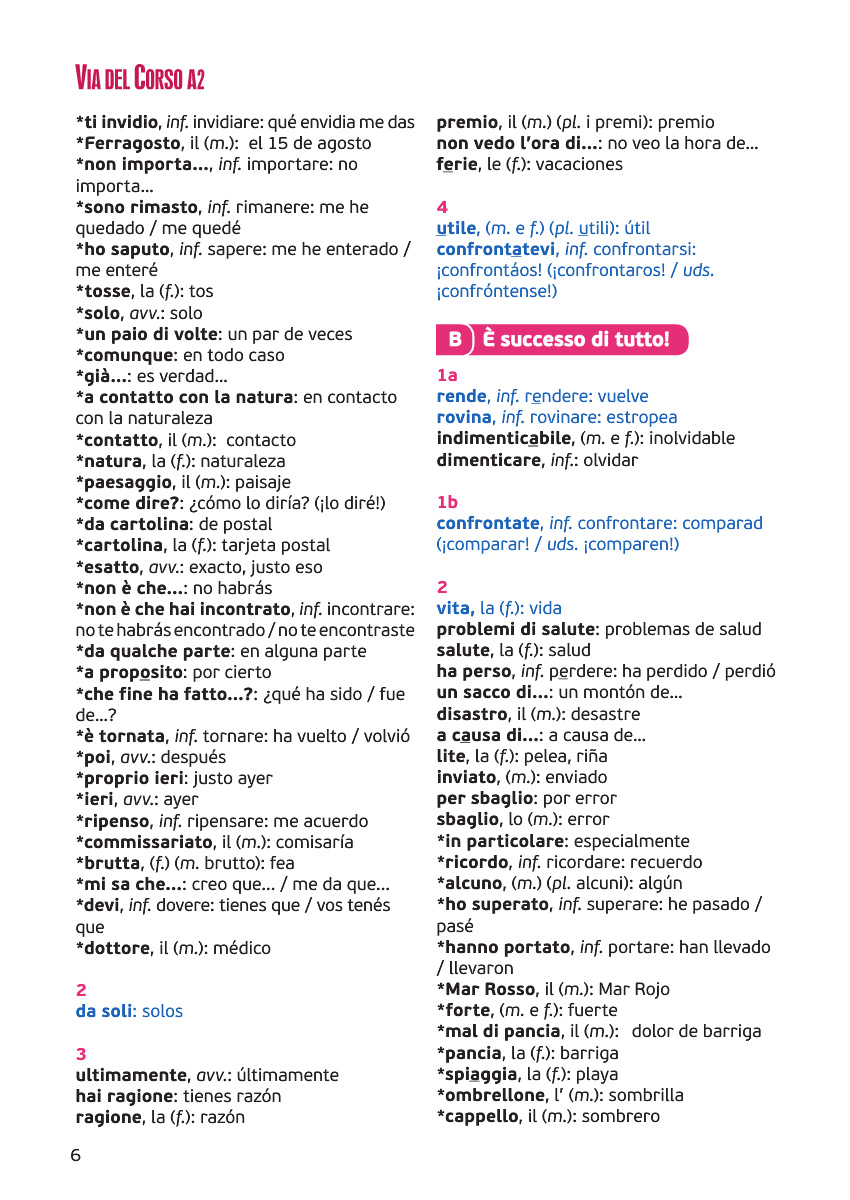 VIA DEL CORSO A2
*ti invidio, inf. invidiare: qué envidia me das
*Ferragosto, il (m.): el 15 de agosto
*non importa..., inf. importare: no
importa...
*sono rimasto, inf. rimanere: me he
quedado / me quedé
*ho saputo, inf. sapere: me he enterado /
me enteré
*tosse, la (f.): tos
*solo, avv.: solo
*un paio di volte: un par de veces
*comunque: en todo caso
*già...: es verdad...
*a contatto con la natura: en contacto
con la naturaleza
*contatto, il (m.): contacto
*natura, la (f.): naturaleza
*paesaggio, il (m.): paisaje
*come dire?: ¿cómo lo diría? (¡lo diré!)
*da cartolina: de postal
*cartolina, la (f.): tarjeta postal
*esatto, avv.: exacto, justo eso
*non è che...: no habrás
*non è che hai incontrato, inf. incontrare:
no te habrás encontrado / no te encontraste
*da qualche parte: en alguna parte
*a proposito: por cierto
*che fine ha fatto...?: ¿qué ha sido / fue
de...?
*è tornata, inf. tornare: ha vuelto / volvió
*poi, avv.: después
*proprio ieri: justo ayer
*ieri, avv.: ayer
*ripenso, inf. ripensare: me acuerdo
*commissariato, il (m.): comisaría
*brutta, (f.) (m. brutto): fea
*mi sa che...: creo que... / me da que...
*devi, inf. dovere: tienes que / vos tenés
que
*dottore, il (m.): médico
2
da soli: solos
3
ultimamente, avv.: últimamente
hai ragione: tienes razón
ragione, la (f.): razón
premio, il (m.) (pl. i premi): premio
non vedo l'ora di...: no veo la hora de...
ferie, le (f.): vacaciones
4
utile, (m. e f.) (pl. utili): útil
confrontatevi, inf. confrontarsi:
¡confrontáos! (¡confrontaros! / uds.
¡confróntense!)
B È successo di tutto!
1a
rende, inf. rendere: vuelve
rovina, inf. rovinare: estropea
indimenticabile, (m. e f.): inolvidable
dimenticare, inf.: olvidar
1b
confrontate, inf. confrontare: comparad
(¡comparar! / uds. ¡comparen!)
2
vita, la (f.): vida
problemi di salute: problemas de salud
salute, la (f.): salud
ha perso, inf. perdere: ha perdido / perdió
un sacco di...: un montón de...
disastro, il (m.): desastre
a causa di...: a causa de...
lite, la (f.): pelea, riña
inviato, (m.): enviado
per sbaglio: por error
sbaglio, lo (m.): error
*in particolare: especialmente
*ricordo, inf. ricordare: recuerdo
*alcuno, (m.) (pl. alcuni): algún
*ho superato, inf. superare: he pasado /
pasé
*hanno portato, inf. portare: han llevado
/ llevaron
*Mar Rosso, il (m.): Mar Rojo
*forte, (m. e f.): fuerte
*mal di pancia, il (m.): dolor de barriga
*pancia, la (f.): barriga
*spiaggia, la (f.): playa
*ombrellone, l' (m.): sombrilla
*cappello, il (m.): sombrero
6